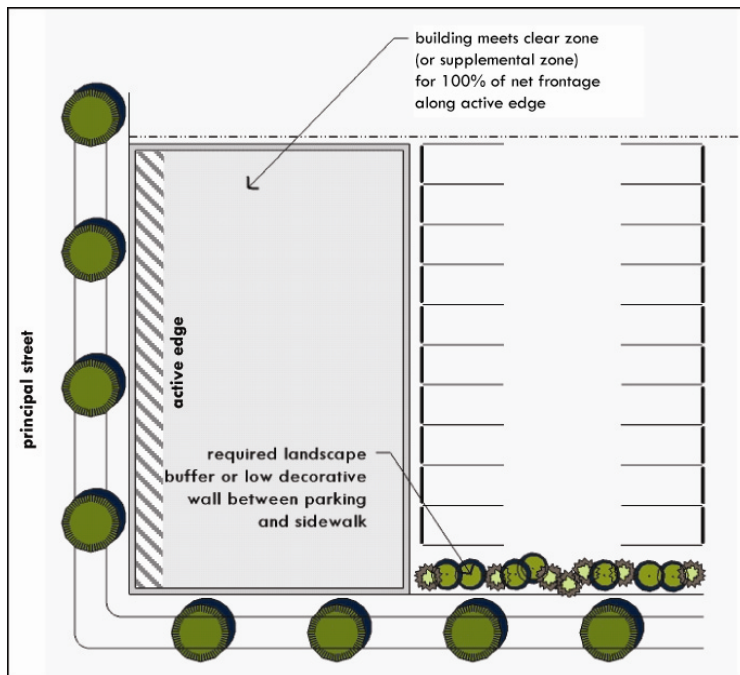 building meets clear zone
(or supplemental zone)
for 100% of net frontage
along active edge
principal street
active edge
required landscape
buffer or low decorative
wall between parking
and sidewalk